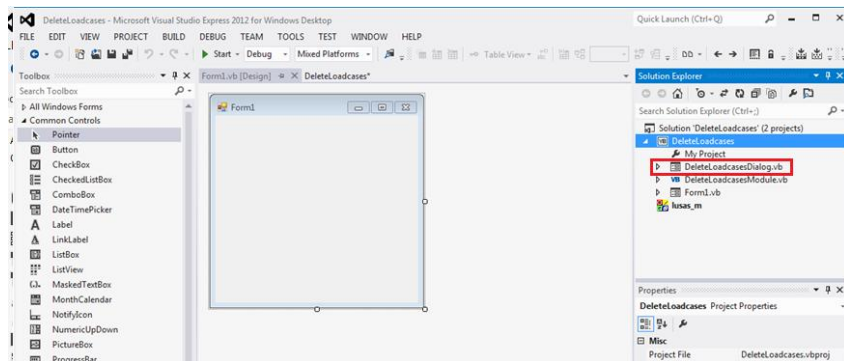 DeleteLoadcases - Microsoft Visual Studio Express 2012 for Windows Desktop
Quick Launch (Ctrl+Q)
FILE EDIT VIEW PROJECT BUILD DEBUG TEAM TOOLS TEST WINDOW HELP
Start Debug Mixed Platforms Table View
Toolbox
Form1.vb [Design] DeleteLoadcases*
Solution Explorer
Search Toolbox
All Windows Forms
Common Controls
Pointer
Button
CheckBox
CheckedListBox
ComboBox
DateTimePicker
Label
LinkLabel
ListBox
ListView
MaskedTextBox
MonthCalendar
NotifyIcon
NumericUpDown
PictureBox
ProgressBar
Form1
Search Solution Explorer (Ctrl+;)
Solution 'DeleteLoadcases' (2 projects)
DeleteLoadcases
My Project
DeleteLoadcasesDialog.vb
DeleteLoadcasesModule.vb
Form1.vb
lusas_m
Properties
DeleteLoadcases Project Properties
Misc
Project File DeleteLoadcases.vbproj